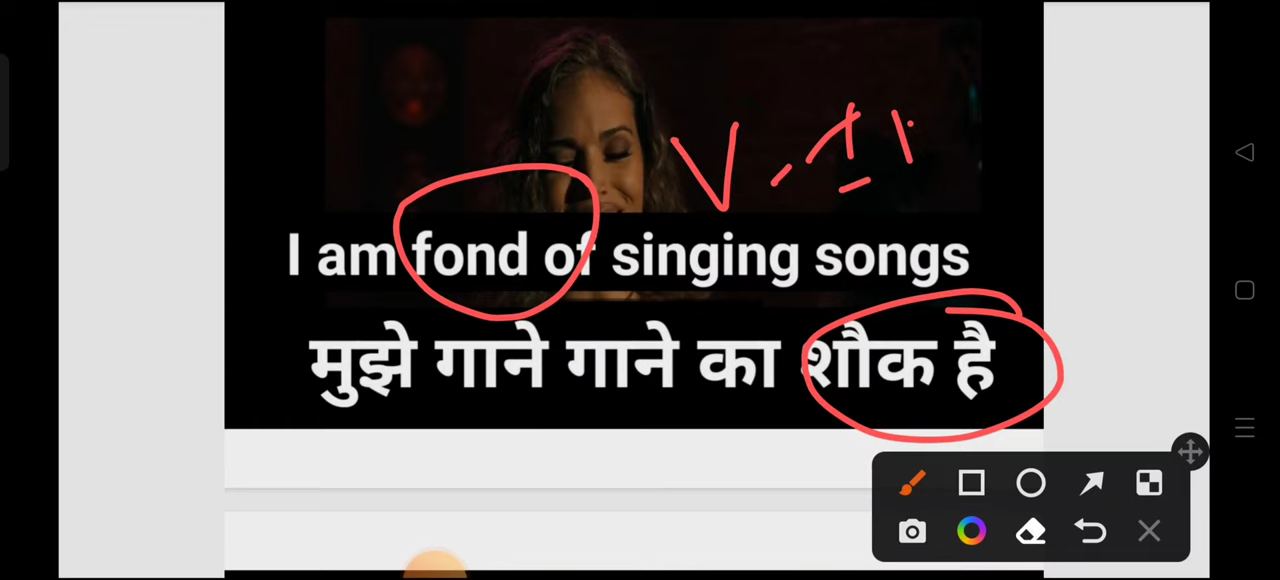 I am fond of singing songs
मुझे गाने गाने का शौक है